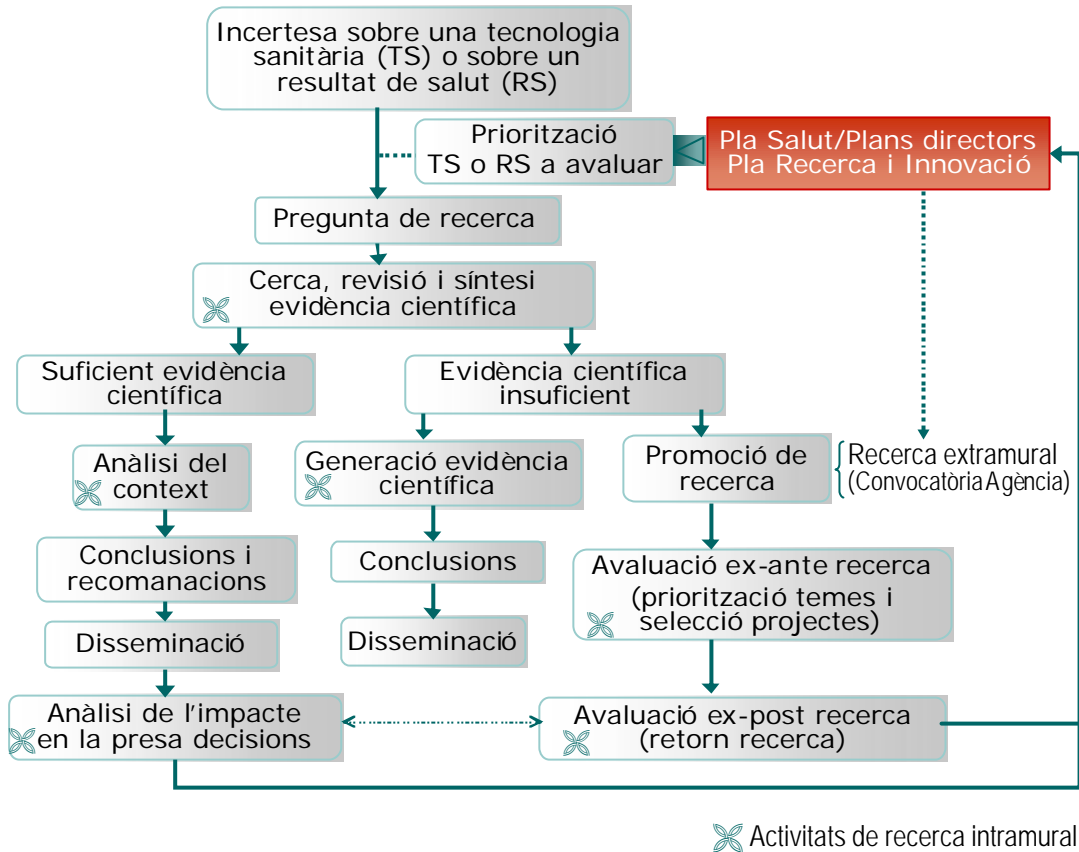 Incertesa sobre una tecnologia
sanitària (TS) o sobre un
resultat de salut (RS)
Priorització
TS o RS a avaluar
Pla Salut/Plans directors
Pla Recerca i Innovació
Pregunta de recerca
Cerca, revisió i síntesi
evidència científica
Suficient evidència
científica
Evidència científica
insuficient
Anàlisi del
context
Generació evidència
científica
Promoció de
recerca
Recerca extramural
(Convocatòria Agència)
Conclusions i
recomanacions
Conclusions
Avaluació ex-ante recerca
(priorització temes i
selecció projectes)
Disseminació
Disseminació
Anàlisi de l'impacte
en la presa decisions
Avaluació ex-post recerca
(retorn recerca)
Activitats de recerca intramural